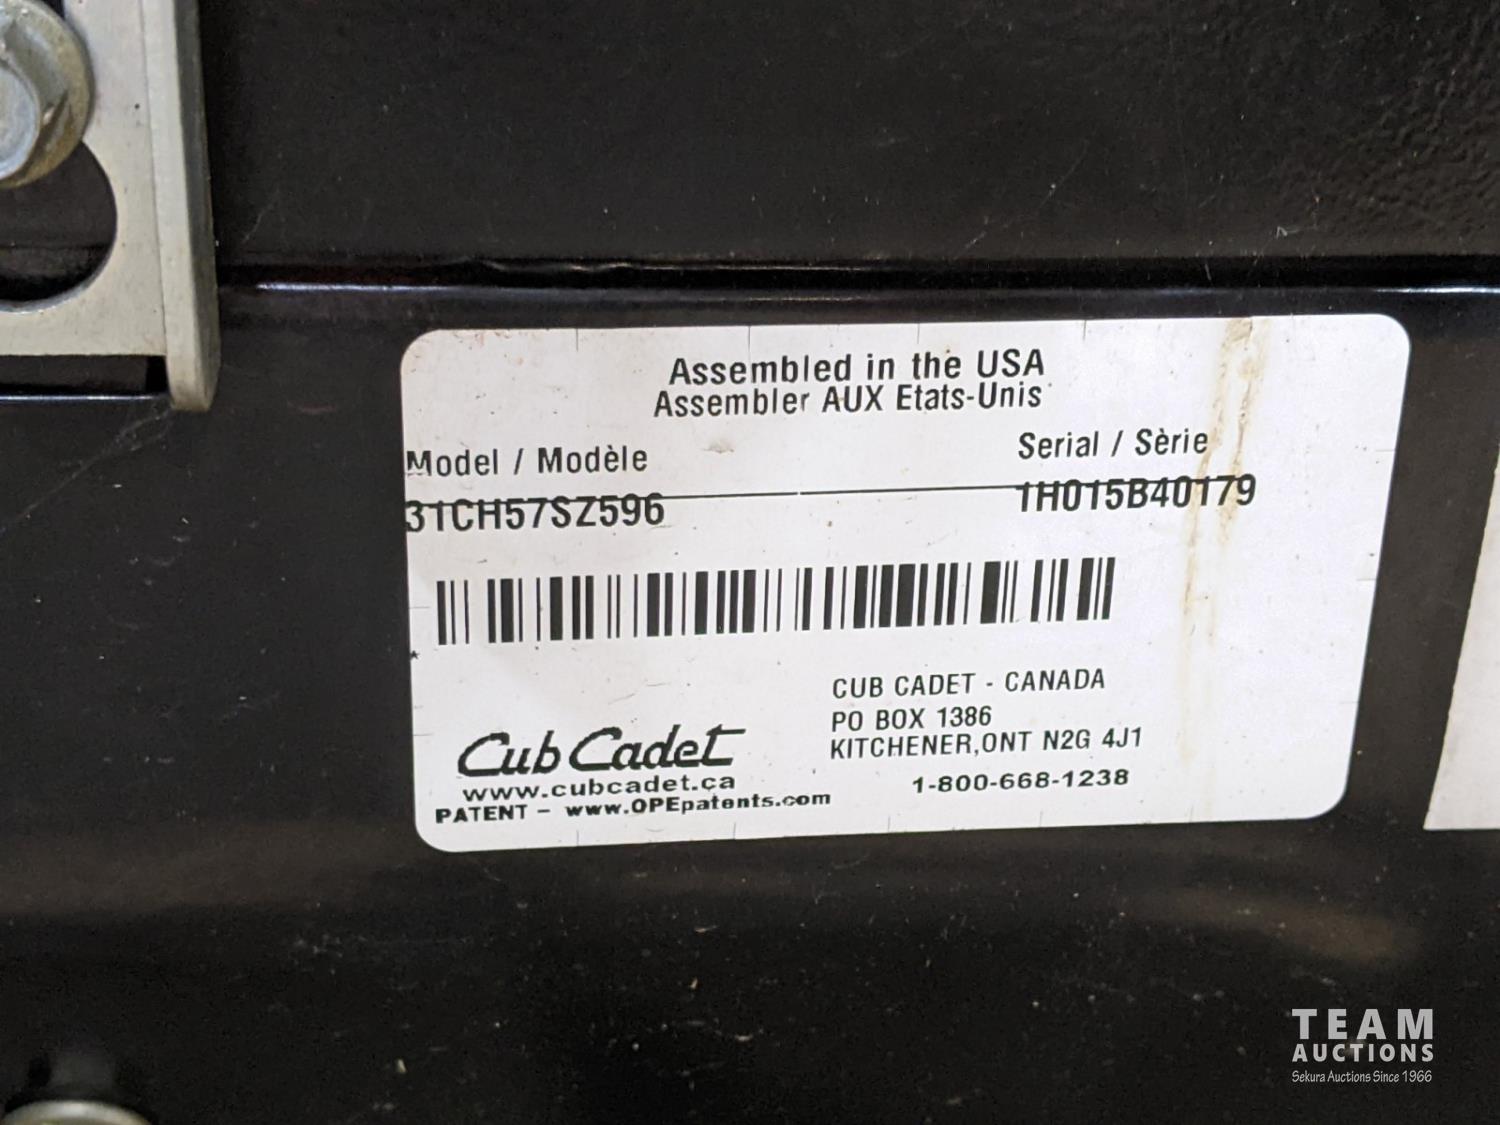 Assembled in the USA
Assembler AUX Etats-Unis
Model / Modèle
Serial / Sèrie
31CH57SZ596
1H015B40179
*
CUB CADET - CANADA
PO BOX 1386
KITCHENER,ONT N2G 4J1
1-800-668-1238
Cub Cadet
www.cubcadet.ca
PATENT - www.OPEpatents.com
TEAM
AUCTIONS
Sekura Auctions Since 1966